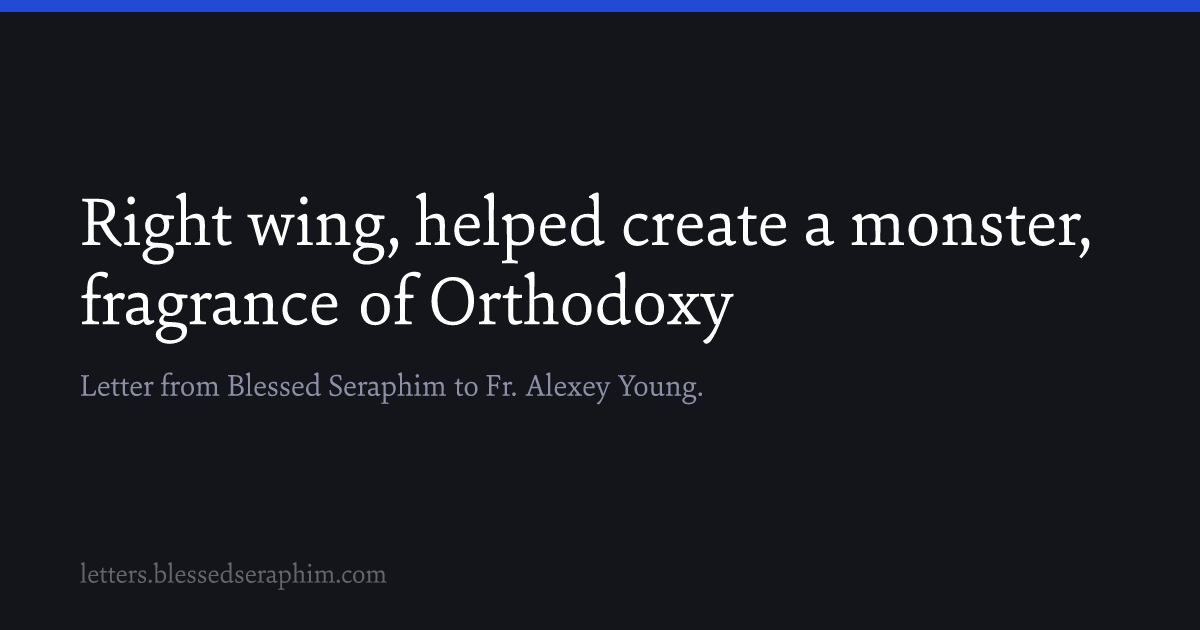 Right wing, helped create a monster,
fragrance of Orthodoxy
Letter from Blessed Seraphim to Fr. Alexey Young.
letters.blessedseraphim.com